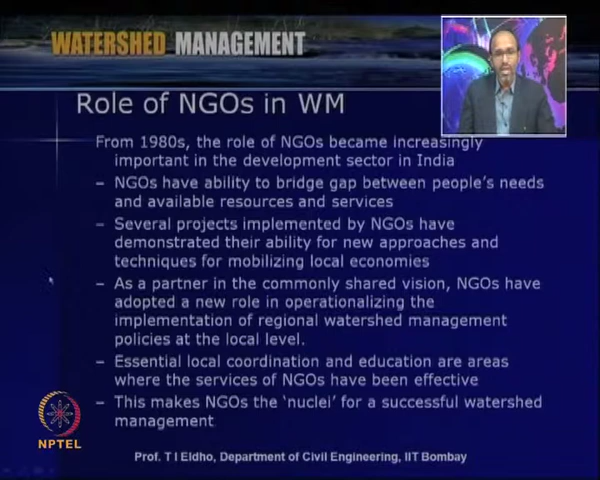 WATERSHED MANAGEMENT
Role of NGOs in WM
From 1980s, the role of NGOs became increasingly
important in the development sector in India
– NGOs have ability to bridge gap between people's needs
and available resources and services
– Several projects implemented by NGOs have
demonstrated their ability for new approaches and
techniques for mobilizing local economies
– As a partner in the commonly shared vision, NGOs have
adopted a new role in operationalizing the
implementation of regional watershed management
policies at the local level.
– Essential local coordination and education are areas
where the services of NGOs have been effective
– This makes NGOs the 'nuclei' for a successful watershed
management
NPTEL
Prof. T I Eldho, Department of Civil Engineering, IIT Bombay